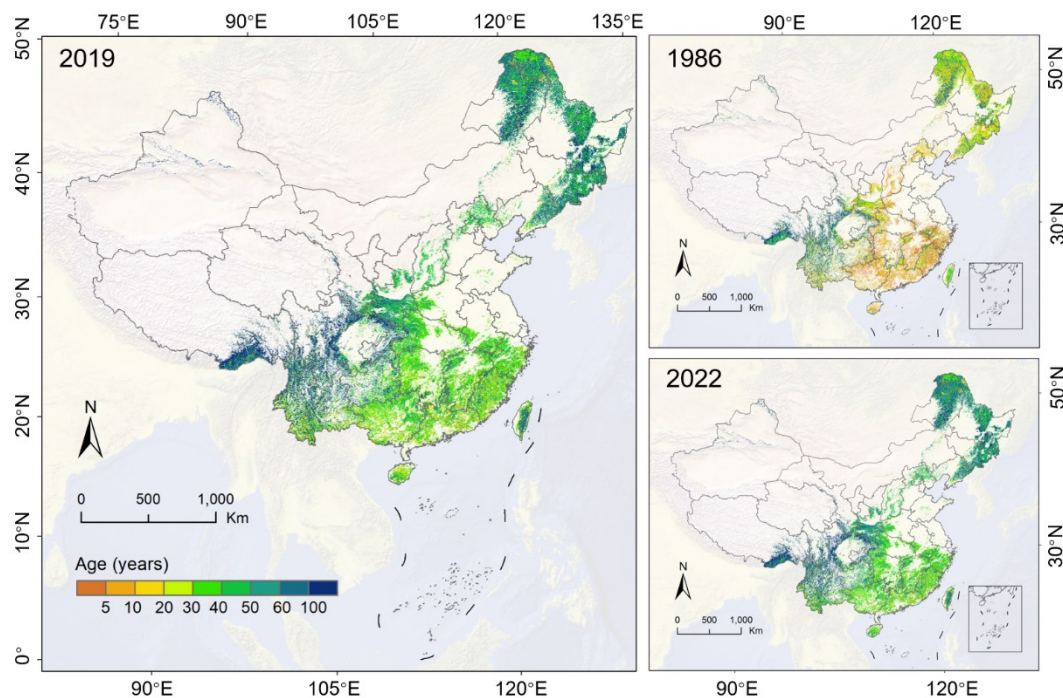 75°E 90°E 105°E 120°E 135°E
50°N
40°N
30°N
20°N
10°N
0°
2019
N
0 500 1,000
Km
Age (years)
5 10 20 30 40 50 60 100
90°E 105°E 120°E
90°E 120°E
1986
50°N
30°N
N
0 500 1,000
Km
2022
50°N
30°N
N
0 500 1,000
Km
90°E 120°E